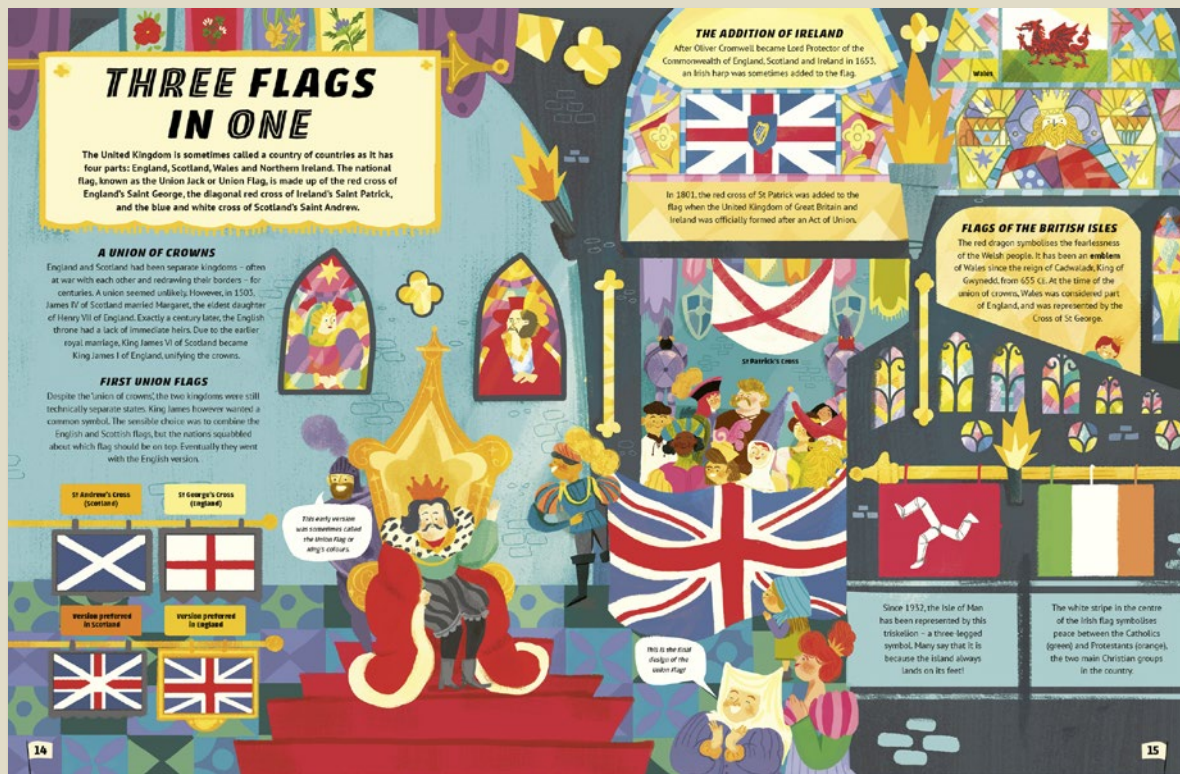 THREE FLAGS
IN ONE
The United Kingdom is sometimes called a country of countries as it has
four parts: England, Scotland, Wales and Northern Ireland. The national
flag, known as the Union Jack or Union Flag, is made up of the red cross of
England's Saint George, the diagonal red cross of Ireland's Saint Patrick,
and the blue and white cross of Scotland's Saint Andrew.
A UNION OF CROWNS
England and Scotland had been separate kingdoms – often
at war with each other and redrawing their borders – for
centuries. A union seemed unlikely. However, in 1503,
James IV of Scotland married Margaret, the eldest daughter
of Henry VII of England. Exactly a century later, the English
throne had a lack of immediate heirs. Due to the earlier
royal marriage, King James VI of Scotland became
King James I of England, unifying the crowns.
FIRST UNION FLAGS
Despite the 'union of crowns', the two kingdoms were still
technically separate states. King James however wanted a
common symbol. The sensible choice was to combine the
English and Scottish flags, but the nations squabbled
about which flag should be on top. Eventually they went
with the English version.
St Andrew's Cross
(Scotland)
St George's Cross
(England)
Version preferred
in Scotland
Version preferred
in England
This early version
was sometimes called
the Union Flag or
king's colours.
14
THE ADDITION OF IRELAND
After Oliver Cromwell became Lord Protector of the
Commonwealth of England, Scotland and Ireland in 1653,
an Irish harp was sometimes added to the flag.
In 1801, the red cross of St Patrick was added to the
flag when the United Kingdom of Great Britain and
Ireland was officially formed after an Act of Union.
St Patrick's Cross
This is the final
design of the
Union Flag!
Wales
FLAGS OF THE BRITISH ISLES
The red dragon symbolises the fearlessness
of the Welsh people. It has been an emblem
of Wales since the reign of Cadwaladr, King of
Gwynedd, from 655 CE. At the time of the
union of crowns, Wales was considered part
of England, and was represented by the
Cross of St George.
Since 1932, the Isle of Man
has been represented by this
triskelion – a three-legged
symbol. Many say that it is
because the island always
lands on its feet!
The white stripe in the centre
of the Irish flag symbolises
peace between the Catholics
(green) and Protestants (orange),
the two main Christian groups
in the country.
15